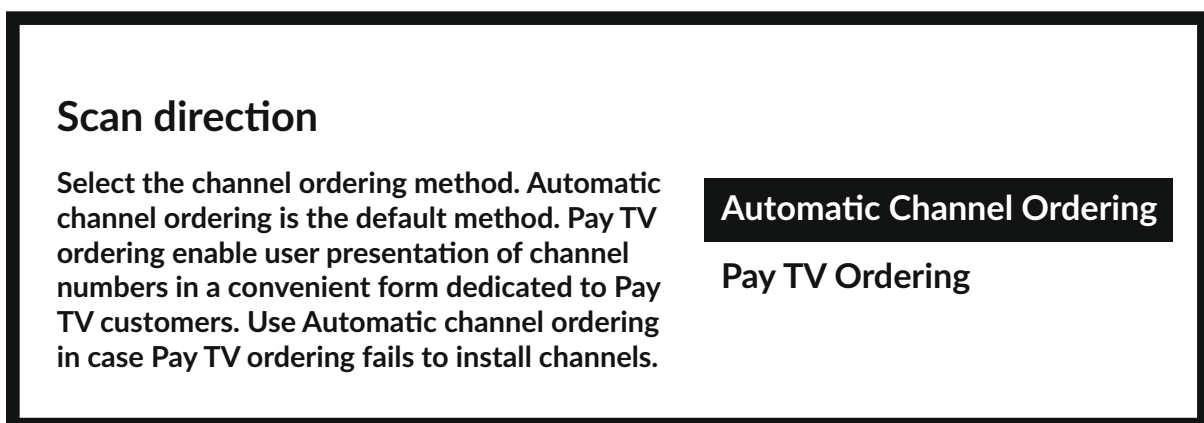 Scan direction
Select the channel ordering method. Automatic
channel ordering is the default method. Pay TV
ordering enable user presentation of channel
numbers in a convenient form dedicated to Pay
TV customers. Use Automatic channel ordering
in case Pay TV ordering fails to install channels.
Automatic Channel Ordering
Pay TV Ordering